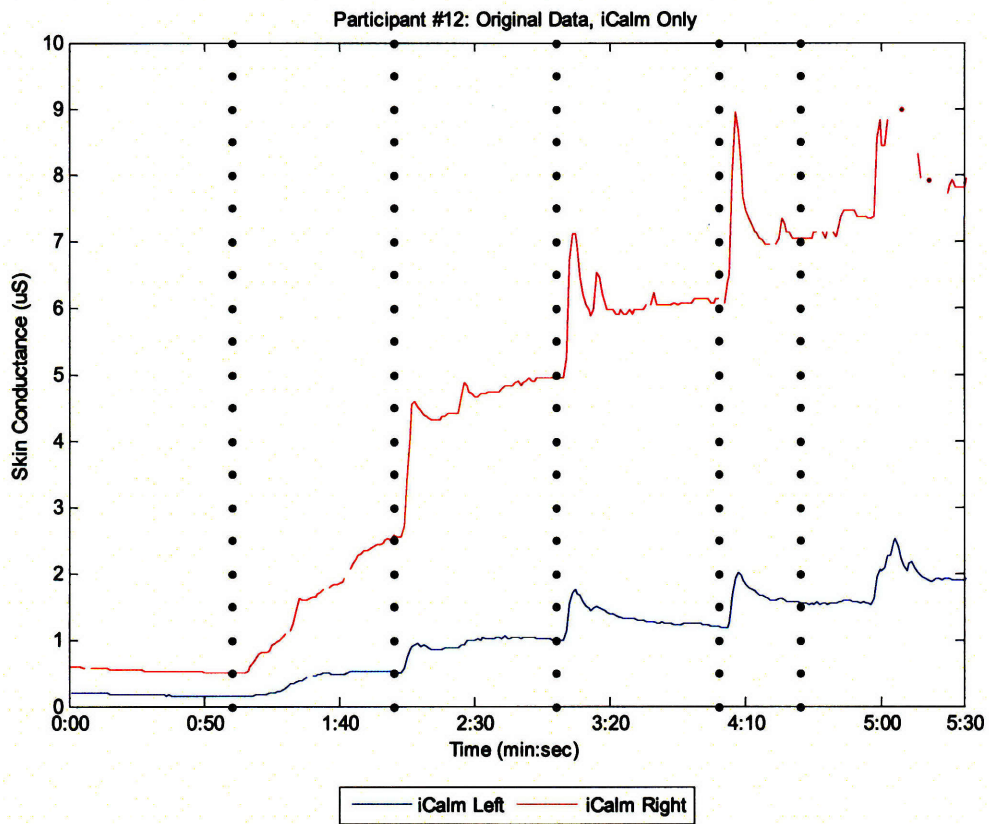 Participant #12: Original Data, iCalm Only
10
9
8
7
6
5
4
3
2
1
0
Skin Conductance (uS)
0:00 0:50 1:40 2:30 3:20 4:10 5:00 5:30
Time (min:sec)
iCalm Left iCalm Right